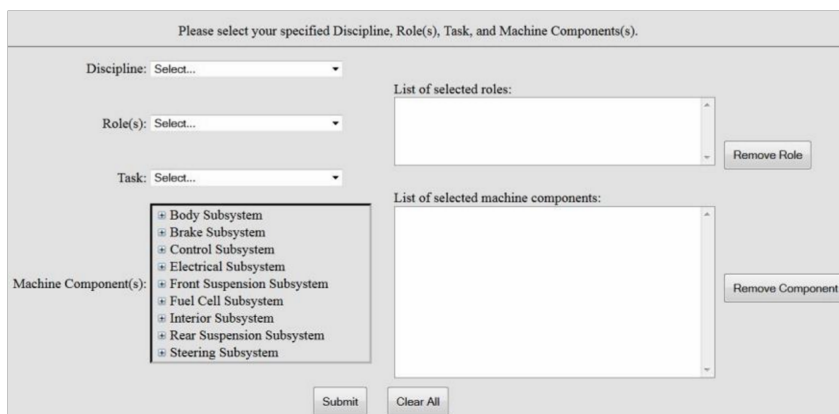 Please select your specified Discipline, Role(s), Task, and Machine Components(s).
Discipline: Select...
List of selected roles:
Role(s): Select...
Remove Role
Task: Select...
List of selected machine components:
Body Subsystem
Brake Subsystem
Control Subsystem
Electrical Subsystem
Machine Component(s): Front Suspension Subsystem
Remove Component
Fuel Cell Subsystem
Interior Subsystem
Rear Suspension Subsystem
Steering Subsystem
Submit Clear All